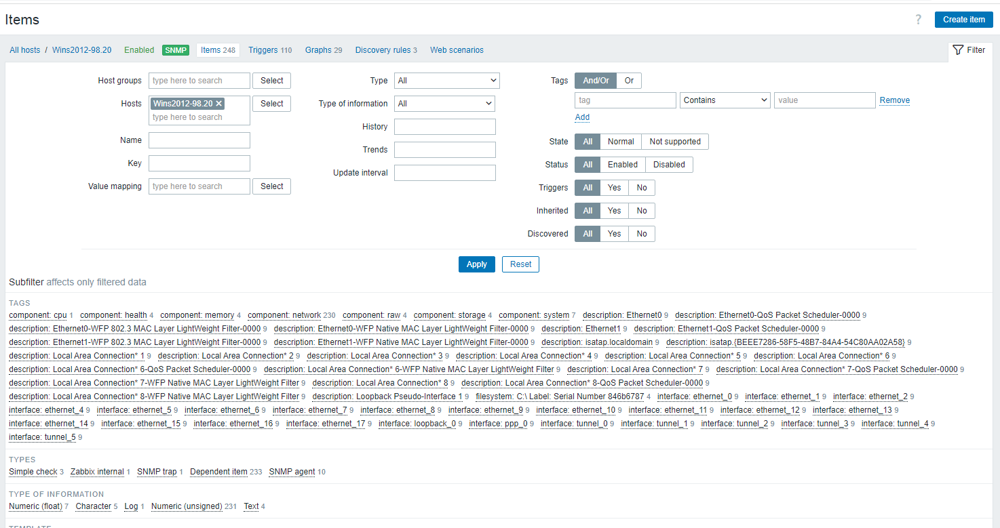 Items
? Create item
All hosts / Wins2012-98.20 Enabled SNMP Items 248 Triggers 110 Graphs 29 Discovery rules 3 Web scenarios Filter
Host groups type here to search Select Type All Tags And/Or Or
Hosts Wins2012-98.20 ✕ Select Type of information All tag Contains value Remove
type here to search Add
History
Name Trends State All Normal Not supported
Key Update interval Status All Enabled Disabled
Value mapping type here to search Select Triggers All Yes No
Inherited All Yes No
Discovered All Yes No
Apply Reset
Subfilter affects only filtered data
TAGS
component: cpu 1 component: health 4 component: memory 4 component: network 230 component: raw 4 component: storage 4 component: system 7 description: Ethernet0 9 description: Ethernet0-QoS Packet Scheduler-0000 9
description: Ethernet0-WFP 802.3 MAC Layer LightWeight Filter-0000 9 description: Ethernet0-WFP Native MAC Layer LightWeight Filter-0000 9 description: Ethernet1 9 description: Ethernet1-QoS Packet Scheduler-0000 9
description: Ethernet1-WFP 802.3 MAC Layer LightWeight Filter-0000 9 description: Ethernet1-WFP Native MAC Layer LightWeight Filter-0000 9 description: isatap.localdomain 9 description: isatap.{BEEE7286-58F5-48B7-84A4-54C80AA02A58} 9
description: Local Area Connection* 1 9 description: Local Area Connection* 2 9 description: Local Area Connection* 3 9 description: Local Area Connection* 4 9 description: Local Area Connection* 5 9 description: Local Area Connection* 6 9
description: Local Area Connection* 6-QoS Packet Scheduler-0000 9 description: Local Area Connection* 6-WFP Native MAC Layer LightWeight Filter 9 description: Local Area Connection* 7 9 description: Local Area Connection* 7-QoS Packet Scheduler-0000 9
description: Local Area Connection* 7-WFP Native MAC Layer LightWeight Filter 9 description: Local Area Connection* 8 9 description: Local Area Connection* 8-QoS Packet Scheduler-0000 9
description: Local Area Connection* 8-WFP Native MAC Layer LightWeight Filter 9 description: Loopback Pseudo-Interface 1 9 filesystem: C:\ Label: Serial Number 846b6787 4 interface: ethernet_0 9 interface: ethernet_1 9 interface: ethernet_2 9
interface: ethernet_4 9 interface: ethernet_5 9 interface: ethernet_6 9 interface: ethernet_7 9 interface: ethernet_8 9 interface: ethernet_9 9 interface: ethernet_10 9 interface: ethernet_11 9 interface: ethernet_12 9 interface: ethernet_13 9
interface: ethernet_14 9 interface: ethernet_15 9 interface: ethernet_16 9 interface: ethernet_17 9 interface: loopback_0 9 interface: ppp_0 9 interface: tunnel_0 9 interface: tunnel_1 9 interface: tunnel_2 9 interface: tunnel_3 9 interface: tunnel_4 9
interface: tunnel_5 9
TYPES
Simple check 3 Zabbix internal 1 SNMP trap 1 Dependent item 233 SNMP agent 10
TYPE OF INFORMATION
Numeric (float) 7 Character 5 Log 1 Numeric (unsigned) 231 Text 4
TEMPLATE